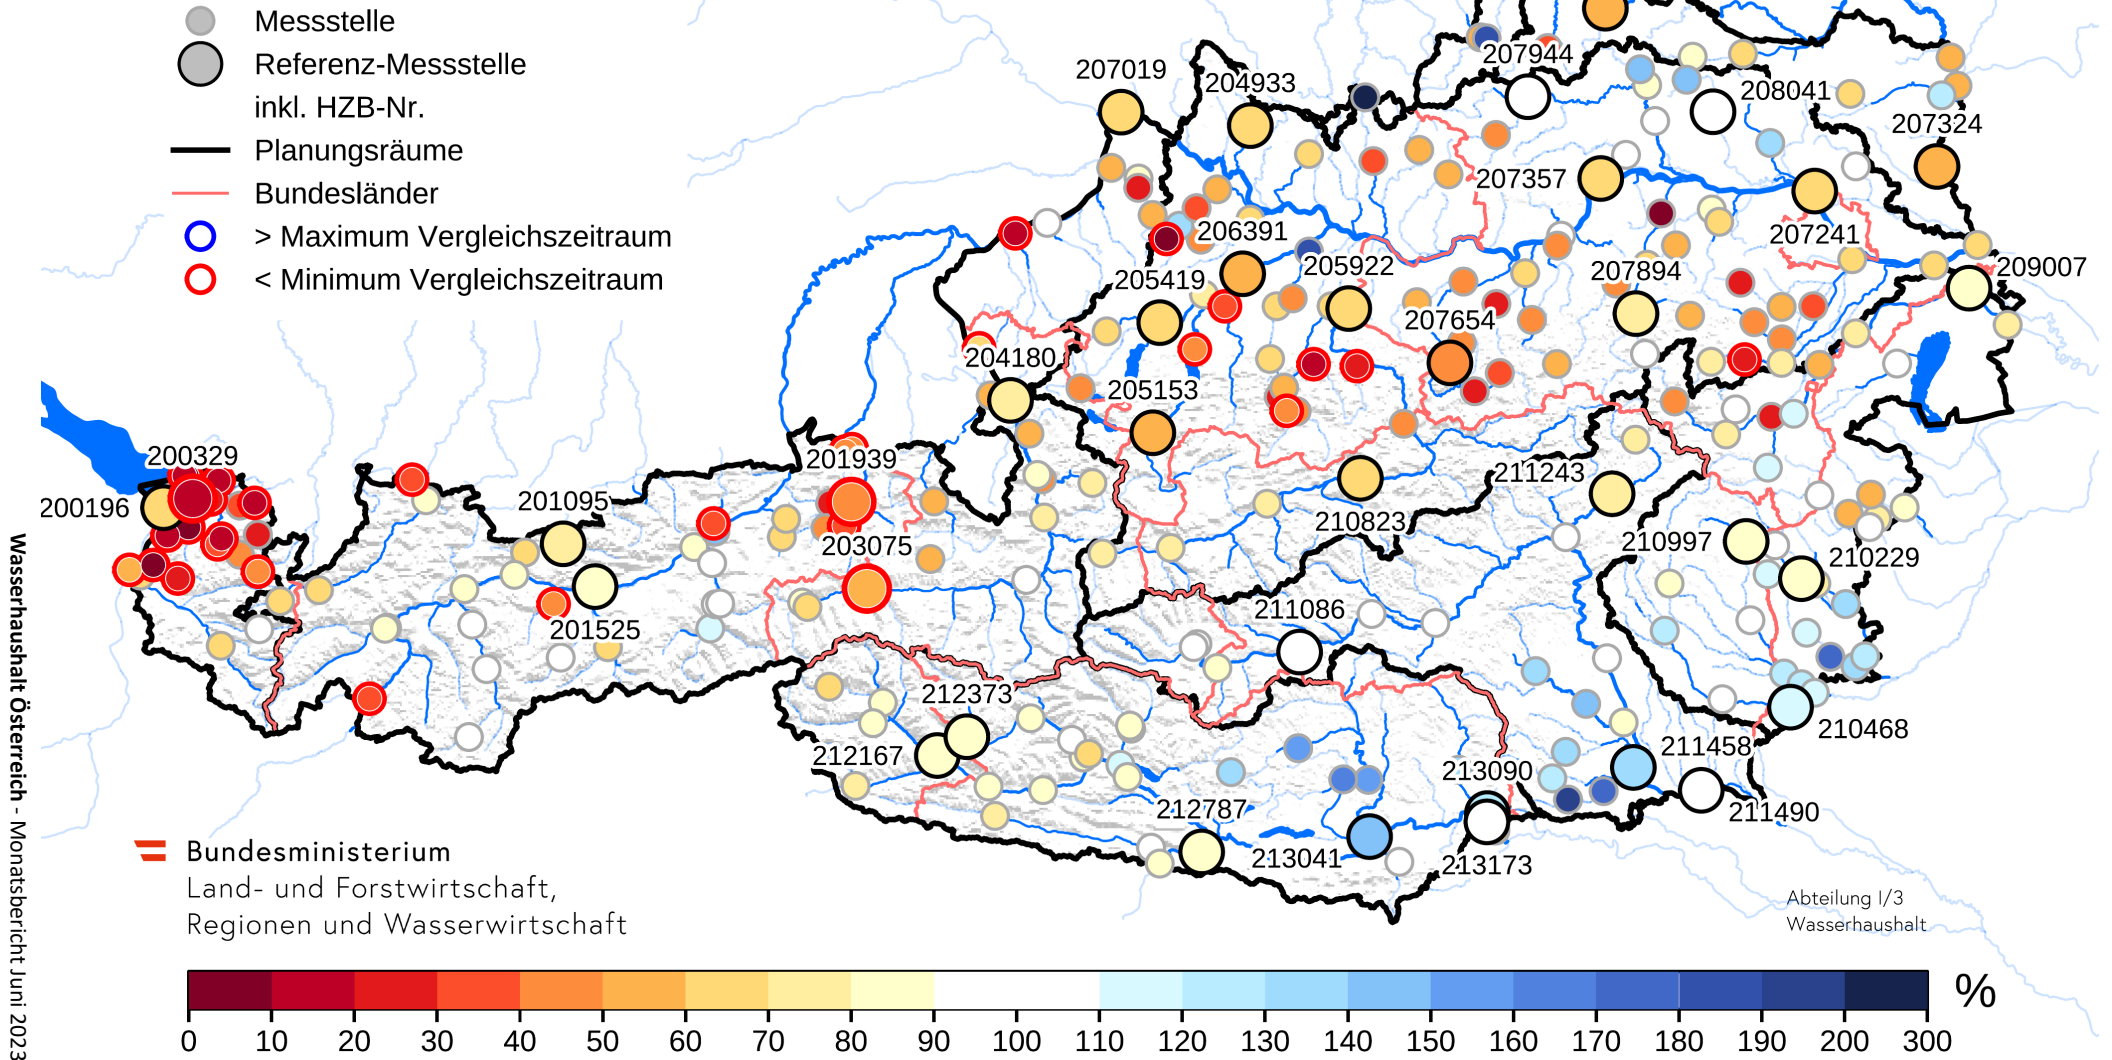 Messstelle
Referenz-Messstelle
inkl. HZB-Nr.
Planungsräume
Bundesländer
> Maximum Vergleichszeitraum
< Minimum Vergleichszeitraum
207944
207019
204933
208041
207324
207357
206391
207241
205419
205922
207894
209007
207654
204180
205153
200329
201939
200196
201095
211243
210823
203075
210997
210229
201525
211086
212373
212167
211458
210468
213090
212787
211490
213041
213173
Bundesministerium
Land- und Forstwirtschaft,
Regionen und Wasserwirtschaft
Abteilung I/3
Wasserhaushalt
Wasserhaushalt Österreich - Monatsbericht Juni 2023
%
0 10 20 30 40 50 60 70 80 90 100 110 120 130 140 150 160 170 180 190 200 300